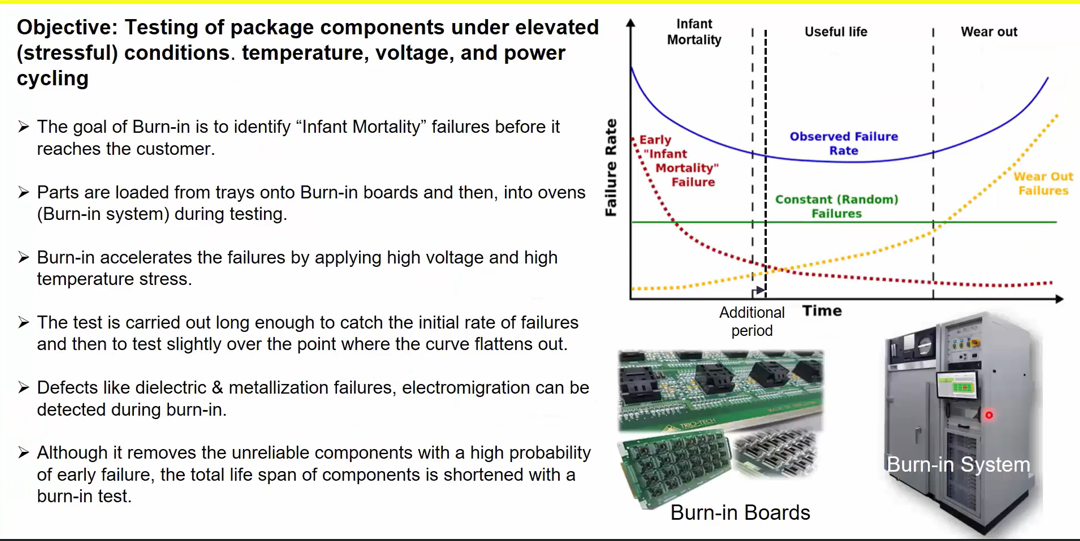 Objective: Testing of package components under elevated
(stressful) conditions. temperature, voltage, and power
cycling
➢ The goal of Burn-in is to identify “Infant Mortality” failures before it
reaches the customer.
➢ Parts are loaded from trays onto Burn-in boards and then, into ovens
(Burn-in system) during testing.
➢ Burn-in accelerates the failures by applying high voltage and high
temperature stress.
➢ The test is carried out long enough to catch the initial rate of failures
and then to test slightly over the point where the curve flattens out.
➢ Defects like dielectric & metallization failures, electromigration can be
detected during burn-in.
➢ Although it removes the unreliable components with a high probability
of early failure, the total life span of components is shortened with a
burn-in test.
Infant
Mortality
Useful life
Wear out
Failure Rate
Early
"Infant
Mortality"
Failure
Observed Failure
Rate
Constant (Random)
Failures
Wear Out
Failures
Additional
period
Time
TRIO-TECH
Burn-in Boards
Burn-in System